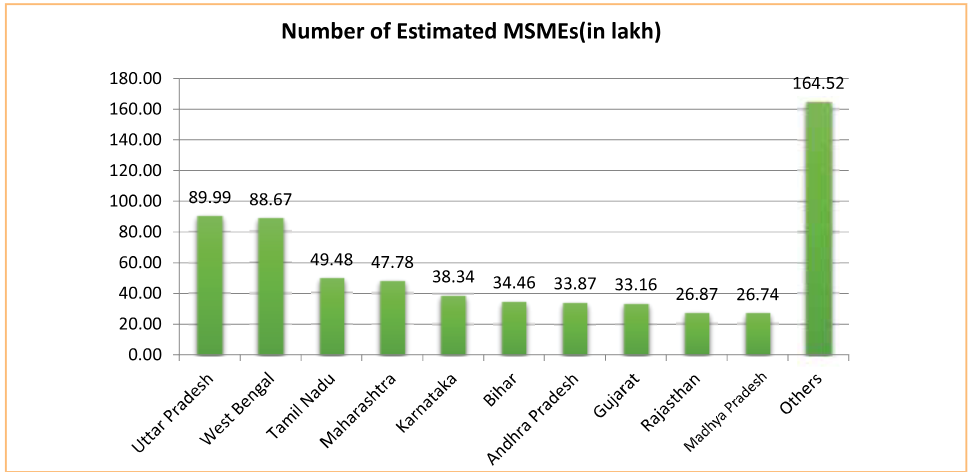 Number of Estimated MSMEs(in lakh)
180.00
160.00
140.00
120.00
100.00
80.00
60.00
40.00
20.00
0.00
89.99
88.67
49.48
47.78
38.34
34.46
33.87
33.16
26.87
26.74
164.52
Uttar Pradesh
West Bengal
Tamil Nadu
Maharashtra
Karnataka
Bihar
Andhra Pradesh
Gujarat
Rajasthan
Madhya Pradesh
Others